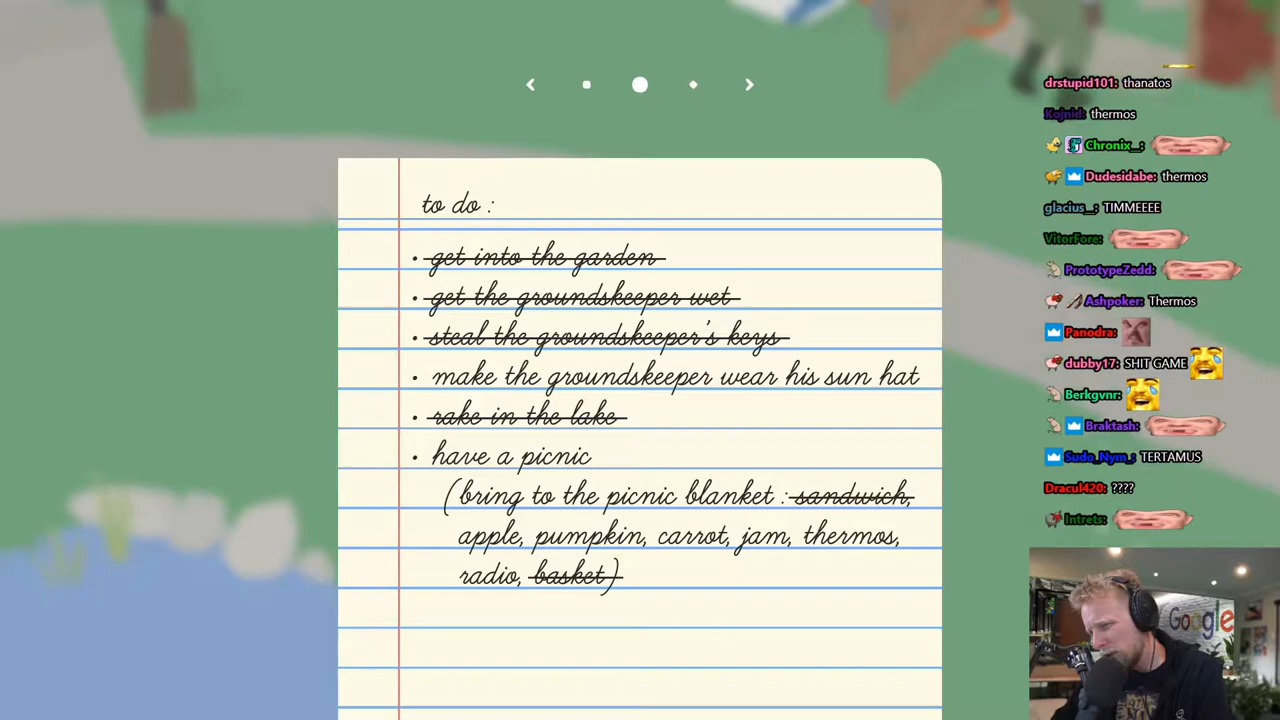 to do :
• get into the garden
• get the groundskeeper wet
• steal the groundskeeper's keys
• make the groundskeeper wear his sun hat
• rake in the lake
• have a picnic
(bring to the picnic blanket : sandwich,
apple, pumpkin, carrot, jam, thermos,
radio, basket)
drstupid101: thanatos
Kojnid: thermos
Chronix_:
Dudesidabe: thermos
glacius_: TIMMEEEE
VitorFore:
PrototypeZedd:
Ashpoker: Thermos
Panodra:
dubby17: SHIT GAME
Berkgvnr:
Braktash:
Sudo_Nym_: TERTAMUS
Dracul420: ????
Intrets:
Google